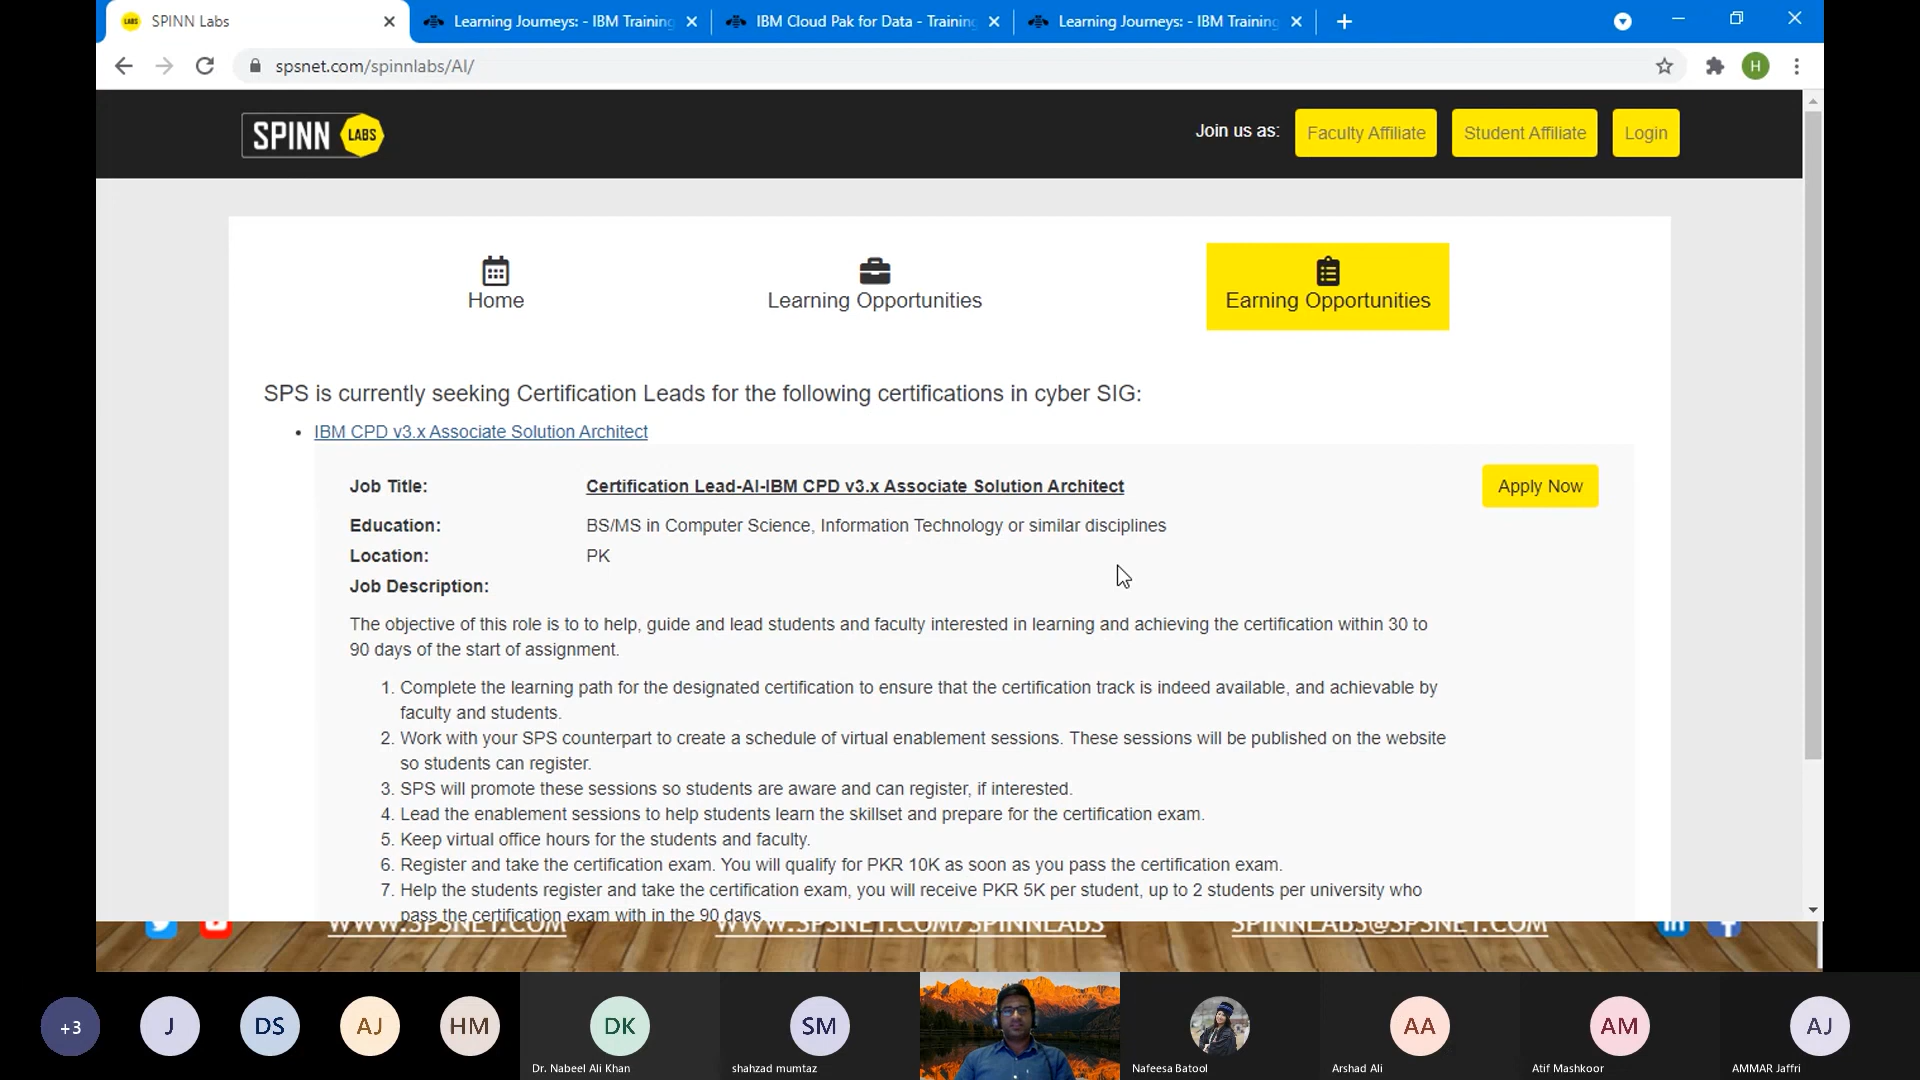 SPINN Labs
Learning Journeys: - IBM Training
IBM Cloud Pak for Data - Training
Learning Journeys: - IBM Training
spsnet.com/spinnlabs/AI/
H
SPINN LABS
Join us as:
Faculty Affiliate
Student Affiliate
Login
Home
Learning Opportunities
Earning Opportunities
SPS is currently seeking Certification Leads for the following certifications in cyber SIG:
• IBM CPD v3.x Associate Solution Architect
Job Title: Certification Lead-AI-IBM CPD v3.x Associate Solution Architect
Apply Now
Education: BS/MS in Computer Science, Information Technology or similar disciplines
Location: PK
Job Description:
The objective of this role is to to help, guide and lead students and faculty interested in learning and achieving the certification within 30 to
90 days of the start of assignment.
1. Complete the learning path for the designated certification to ensure that the certification track is indeed available, and achievable by
faculty and students.
2. Work with your SPS counterpart to create a schedule of virtual enablement sessions. These sessions will be published on the website
so students can register.
3. SPS will promote these sessions so students are aware and can register, if interested.
4. Lead the enablement sessions to help students learn the skillset and prepare for the certification exam.
5. Keep virtual office hours for the students and faculty.
6. Register and take the certification exam. You will qualify for PKR 10K as soon as you pass the certification exam.
7. Help the students register and take the certification exam, you will receive PKR 5K per student, up to 2 students per university who
pass the certification exam with in the 90 days.
WWW.SPSNET.COM
WWW.SPSNET.COM/SPINNLABS
SPINNLABS@SPSNET.COM
+3
J
DS
AJ
HM
DK
SM
AA
AM
AJ
Dr. Nabeel Ali Khan
shahzad mumtaz
Nafeesa Batool
Arshad Ali
Atif Mashkoor
AMMAR Jaffri